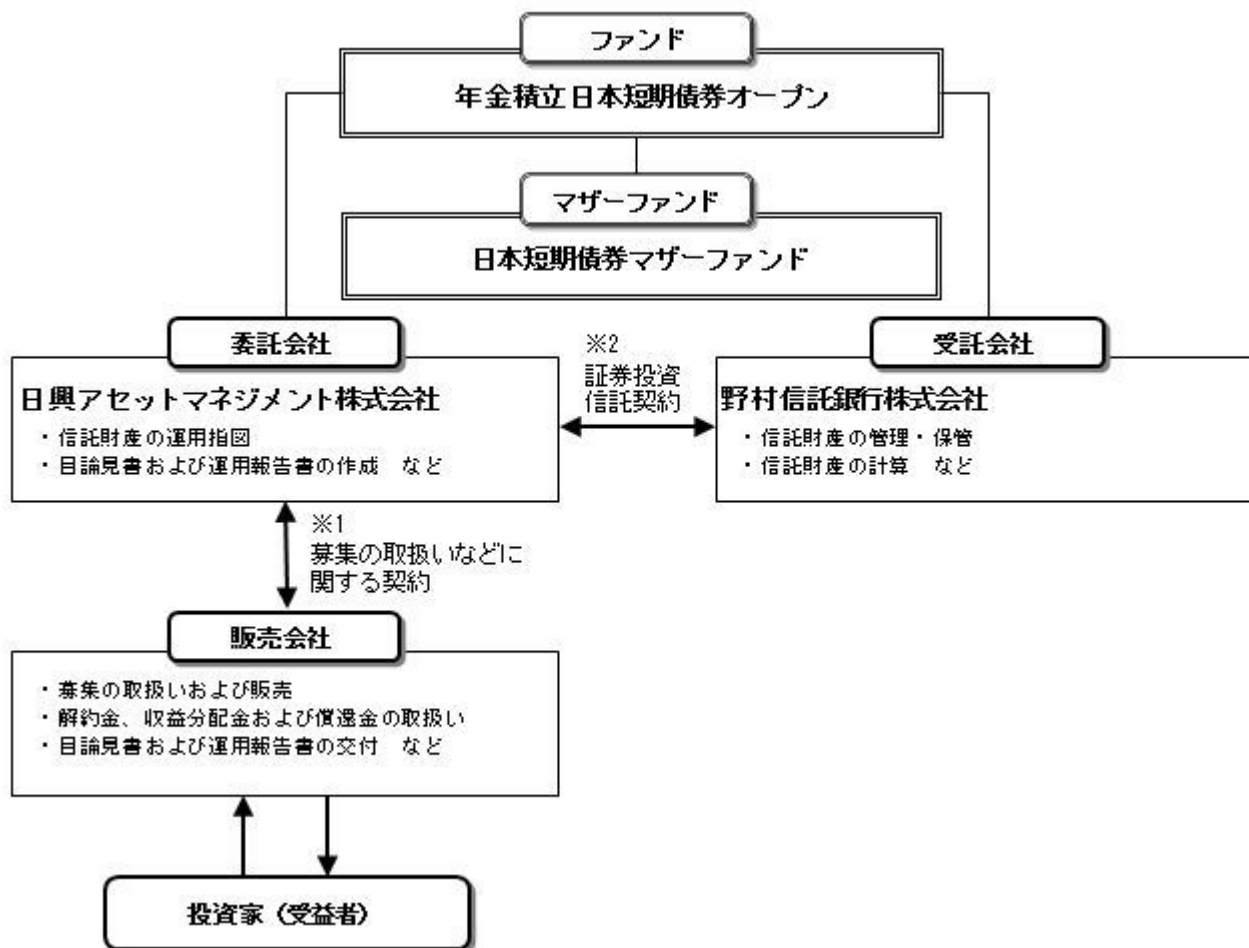 ファンド
年金積立日本短期債券オープン
マザーファンド
日本短期債券マザーファンド
委託会社
日興アセットマネジメント株式会社
・信託財産の運用指図
・目論見書および運用報告書の作成　など
※2
証券投資
信託契約
受託会社
野村信託銀行株式会社
・信託財産の管理・保管
・信託財産の計算　など
※1
募集の取扱いなどに
関する契約
販売会社
・募集の取扱いおよび販売
・解約金、収益分配金および償還金の取扱い
・目論見書および運用報告書の交付　など
投資家（受益者）